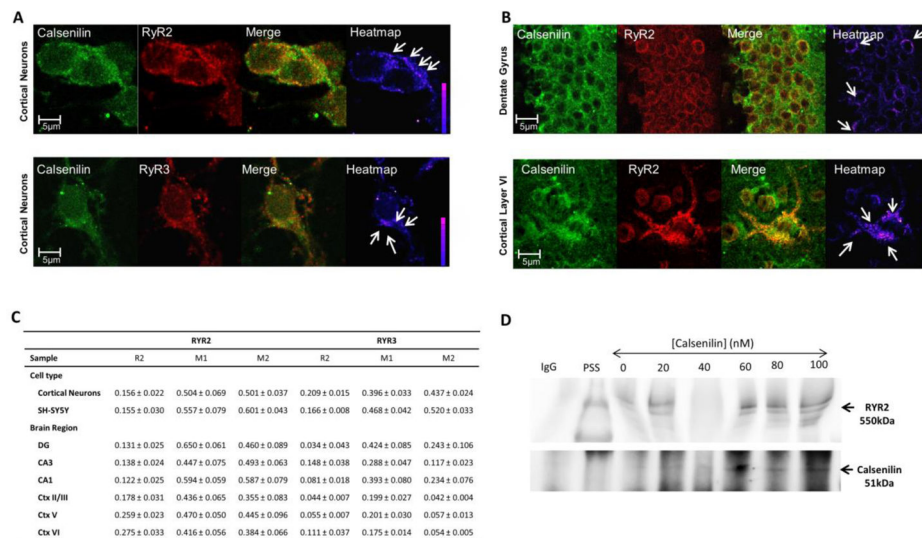 A
Cortical Neurons
Calsenilin RyR2 Merge Heatmap
5µm
Cortical Neurons
Calsenilin RyR3 Merge Heatmap
5µm
B
Dentate Gyrus
Calsenilin RyR2 Merge Heatmap
5µm
Cortical Layer VI
Calsenilin RyR2 Merge Heatmap
5µm
C
RYR2 RYR3
Sample R2 M1 M2 R2 M1 M2
Cell type
Cortical Neurons 0.156 ± 0.022 0.504 ± 0.069 0.501 ± 0.037 0.209 ± 0.015 0.396 ± 0.033 0.437 ± 0.024
SH-SY5Y 0.155 ± 0.030 0.557 ± 0.079 0.601 ± 0.043 0.166 ± 0.008 0.468 ± 0.042 0.520 ± 0.033
Brain Region
DG 0.131 ± 0.025 0.650 ± 0.061 0.460 ± 0.089 0.034 ± 0.043 0.424 ± 0.085 0.243 ± 0.106
CA3 0.138 ± 0.024 0.447 ± 0.075 0.493 ± 0.063 0.148 ± 0.038 0.288 ± 0.047 0.117 ± 0.023
CA1 0.122 ± 0.025 0.594 ± 0.059 0.587 ± 0.079 0.081 ± 0.018 0.393 ± 0.080 0.234 ± 0.076
Ctx II/III 0.178 ± 0.031 0.436 ± 0.065 0.355 ± 0.083 0.044 ± 0.007 0.199 ± 0.027 0.042 ± 0.004
Ctx V 0.259 ± 0.023 0.470 ± 0.050 0.445 ± 0.096 0.055 ± 0.007 0.201 ± 0.030 0.057 ± 0.013
Ctx VI 0.275 ± 0.033 0.416 ± 0.056 0.384 ± 0.066 0.111 ± 0.037 0.175 ± 0.014 0.054 ± 0.005
D
[Calsenilin] (nM)
IgG PSS 0 20 40 60 80 100
RYR2
550kDa
Calsenilin
51kDa